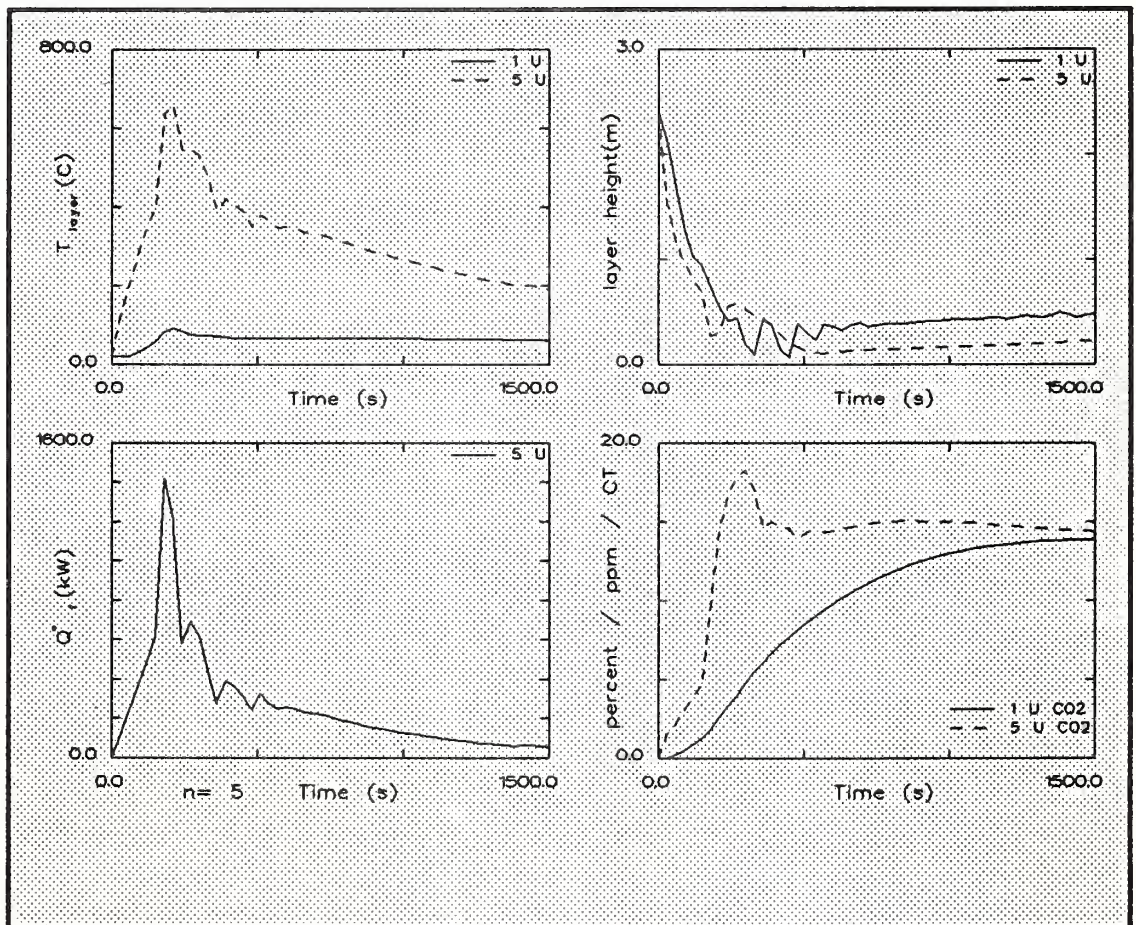 800.0
1 U
5 U
T layer (C)
0.0
0.0
Time (s)
1500.0
3.0
1 U
5 U
layer height(m)
0.0
0.0
Time (s)
1500.0
1600.0
5 U
Q° f (kW)
0.0
0.0
n= 5
Time (s)
1500.0
20.0
percent / ppm / CT
1 U CO2
5 U CO2
0.0
0.0
Time (s)
1500.0